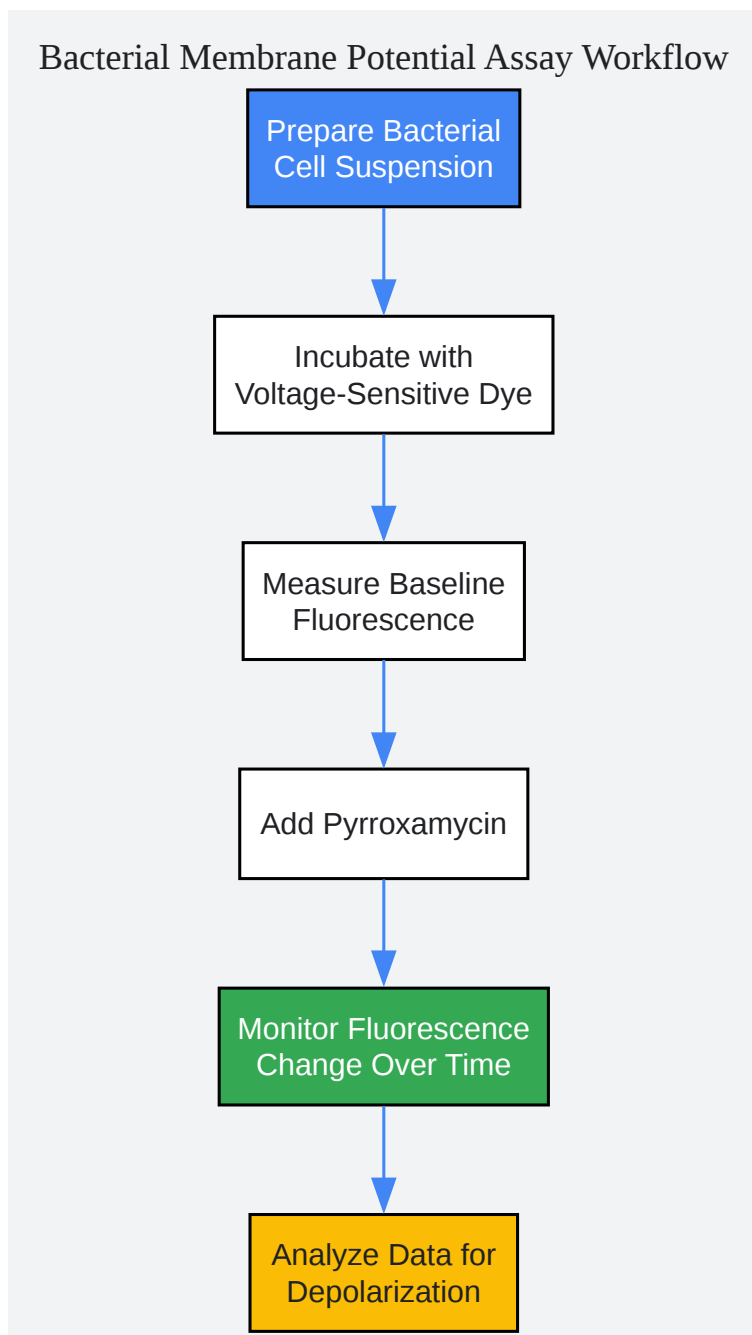 Bacterial Membrane Potential Assay Workflow
Prepare Bacterial
Cell Suspension
Incubate with
Voltage-Sensitive Dye
Measure Baseline
Fluorescence
Add Pyrroxamycin
Monitor Fluorescence
Change Over Time
Analyze Data for
Depolarization